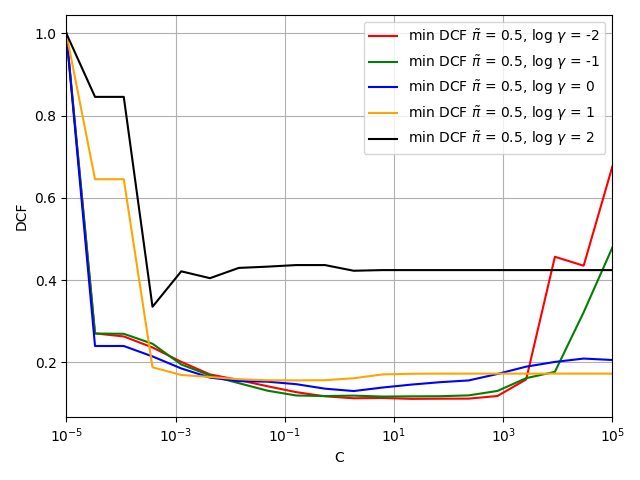 min DCF π̃ = 0.5, log γ = -2
min DCF π̃ = 0.5, log γ = -1
min DCF π̃ = 0.5, log γ = 0
min DCF π̃ = 0.5, log γ = 1
min DCF π̃ = 0.5, log γ = 2
1.0
0.8
0.6
0.4
0.2
DCF
10⁻⁵ 10⁻³ 10⁻¹ 10¹ 10³ 10⁵
C